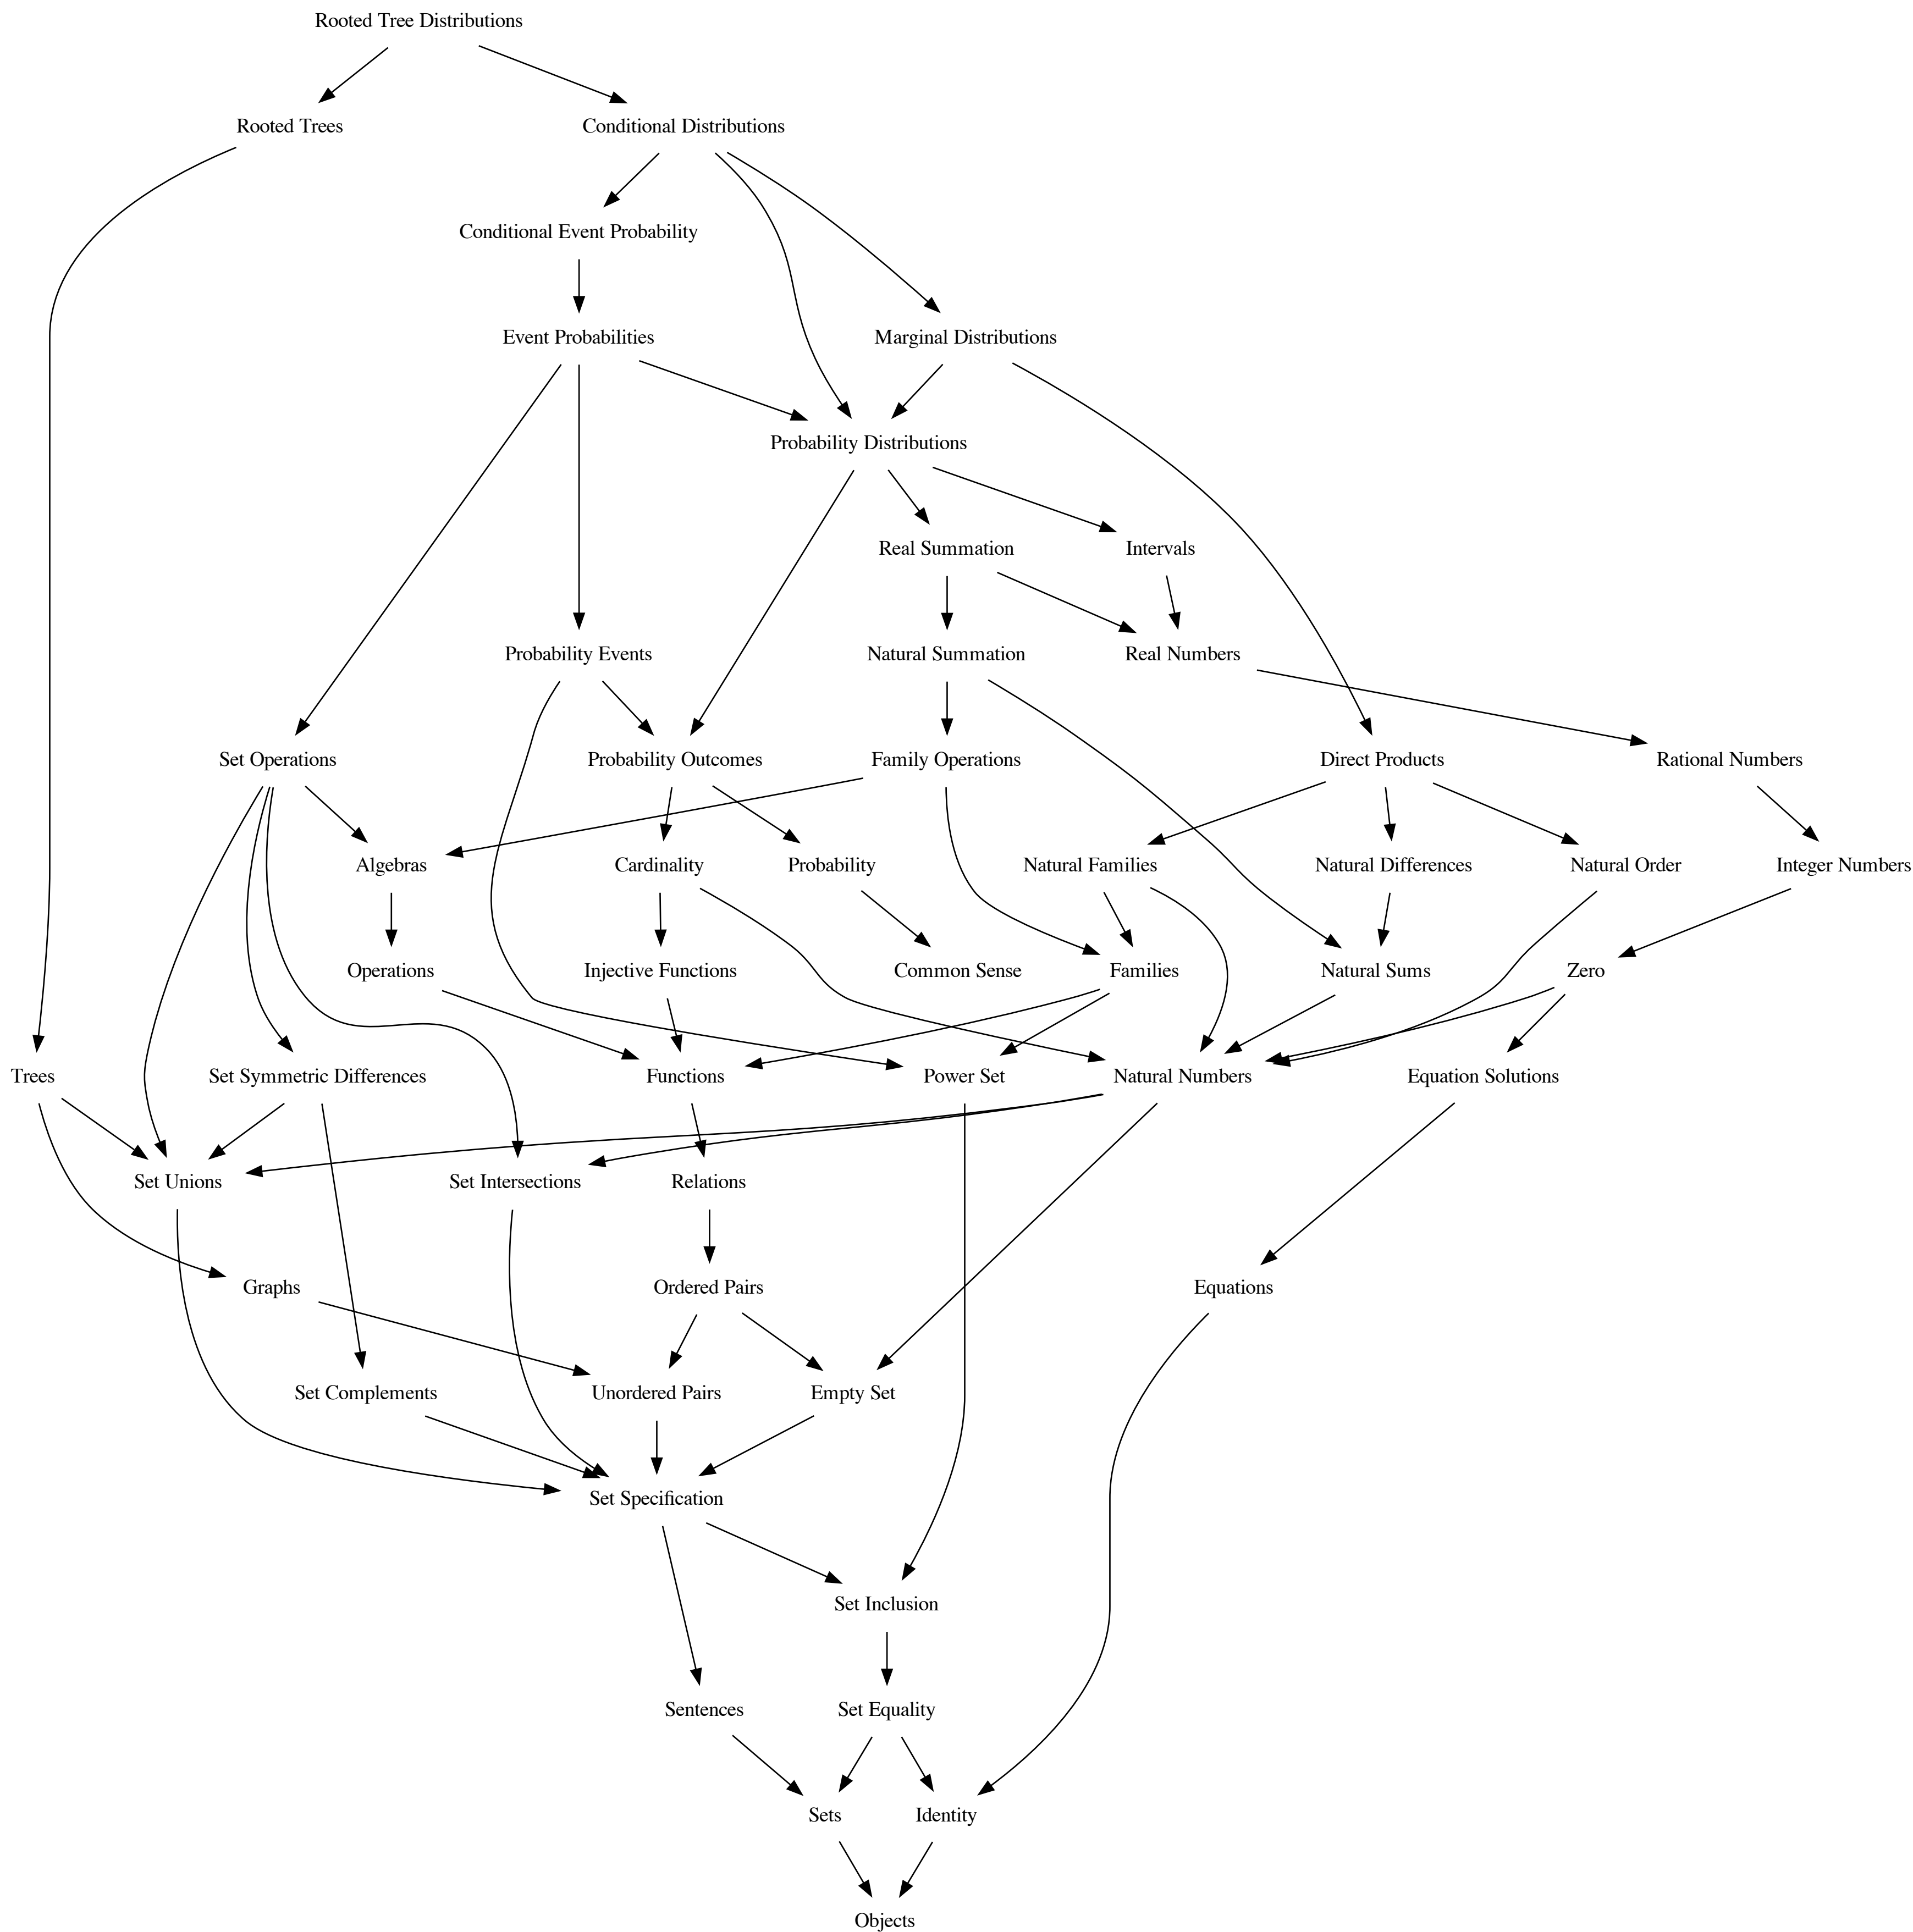 Rooted Tree Distributions
Rooted Trees
Conditional Distributions
Conditional Event Probability
Event Probabilities
Marginal Distributions
Probability Distributions
Real Summation
Intervals
Probability Events
Natural Summation
Real Numbers
Set Operations
Probability Outcomes
Family Operations
Direct Products
Rational Numbers
Algebras
Cardinality
Probability
Natural Families
Natural Differences
Natural Order
Integer Numbers
Operations
Injective Functions
Common Sense
Families
Natural Sums
Zero
Trees
Set Symmetric Differences
Functions
Power Set
Natural Numbers
Equation Solutions
Set Unions
Set Intersections
Relations
Graphs
Ordered Pairs
Equations
Set Complements
Unordered Pairs
Empty Set
Set Specification
Set Inclusion
Sentences
Set Equality
Sets
Identity
Objects